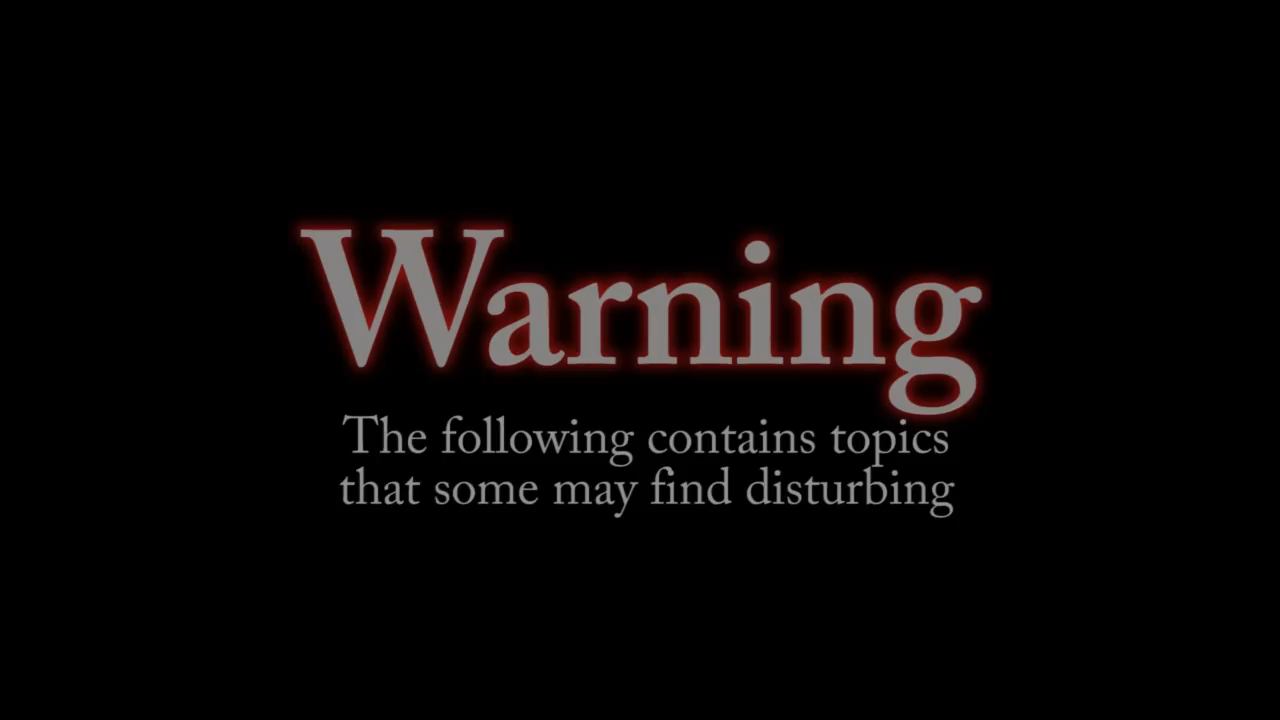 Warning
The following contains topics
that some may find disturbing